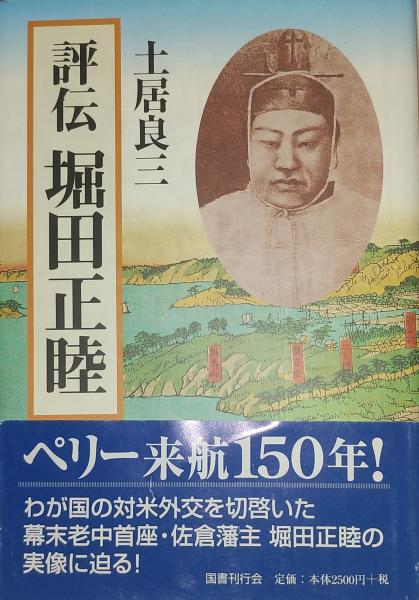 土居良三
評伝 堀田正睦
ペリー来航150年!
わが国の対米外交を切啓いた
幕末老中首座・佐倉藩主 堀田正睦の
実像に迫る!
国書刊行会 定価:本体2500円+税